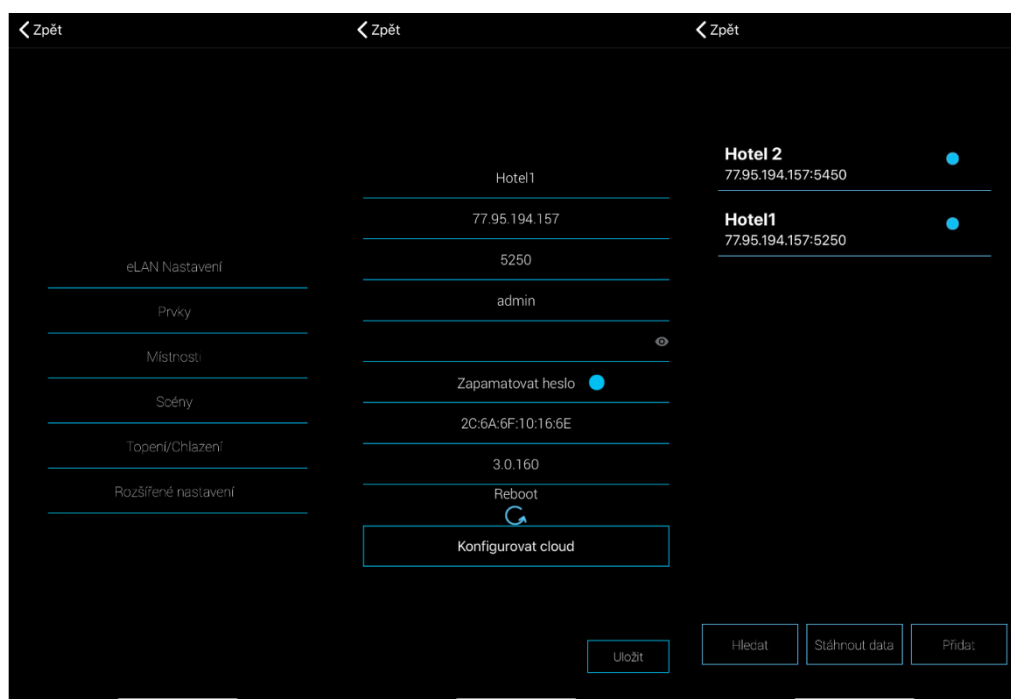 Zpět
eLAN Nastavení
Prvky
Místnosti
Scény
Topení/Chlazení
Rozšířené nastavení
Zpět
Hotel1
77.95.194.157
5250
admin
Zapamatovat heslo
2C:6A:6F:10:16:6E
3.0.160
Reboot
Konfigurovat cloud
Uložit
Zpět
Hotel 2
77.95.194.157:5450
Hotel1
77.95.194.157:5250
Hledat
Stáhnout data
Přidat